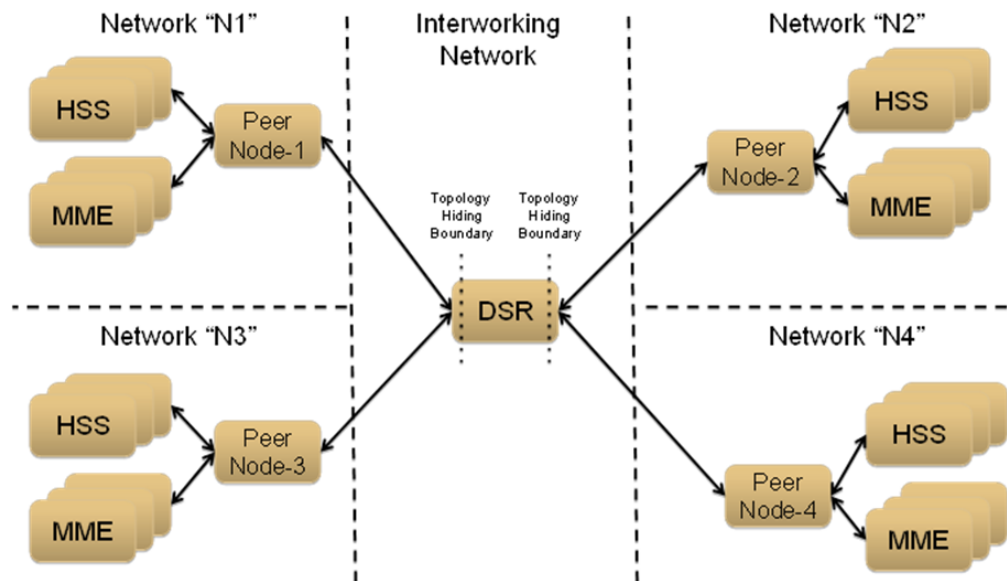 Network “N1”
Interworking
Network
Network “N2”
HSS
MME
Peer
Node-1
HSS
MME
Peer
Node-2
Topology
Hiding
Boundary
Topology
Hiding
Boundary
DSR
Network “N3”
Network “N4”
HSS
MME
Peer
Node-3
HSS
MME
Peer
Node-4